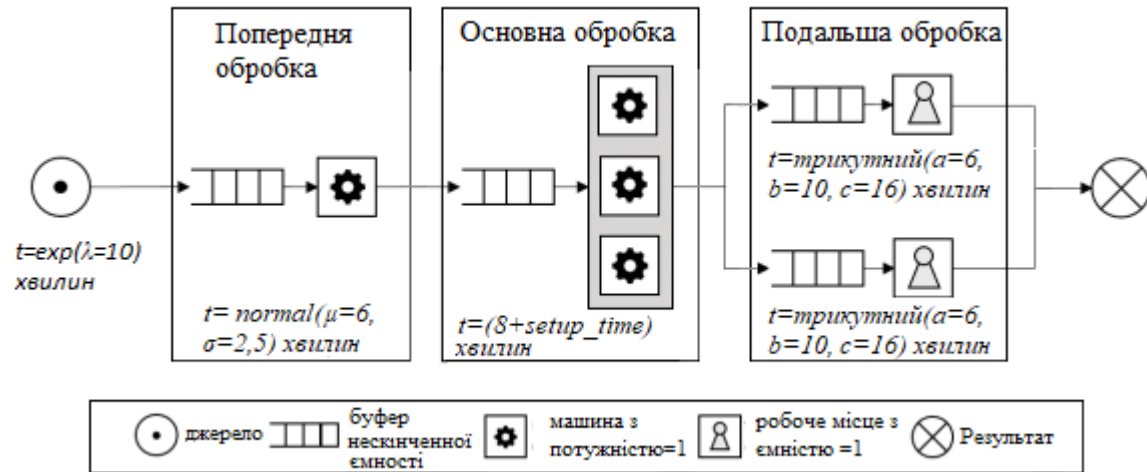 Попередня
обробка
Основна обробка
Подальша обробка
t=трикутний(a=6,
b=10, c=16) хвилин
t=exp(λ=10)
хвилин
t= normal(μ=6,
σ=2,5) хвилин
t=(8+setup_time)
хвилин
t=трикутний(a=6,
b=10, c=16) хвилин
джерело
буфер
нескінченної
ємності
машина з
потужністю=1
робоче місце з
ємністю =1
Результат